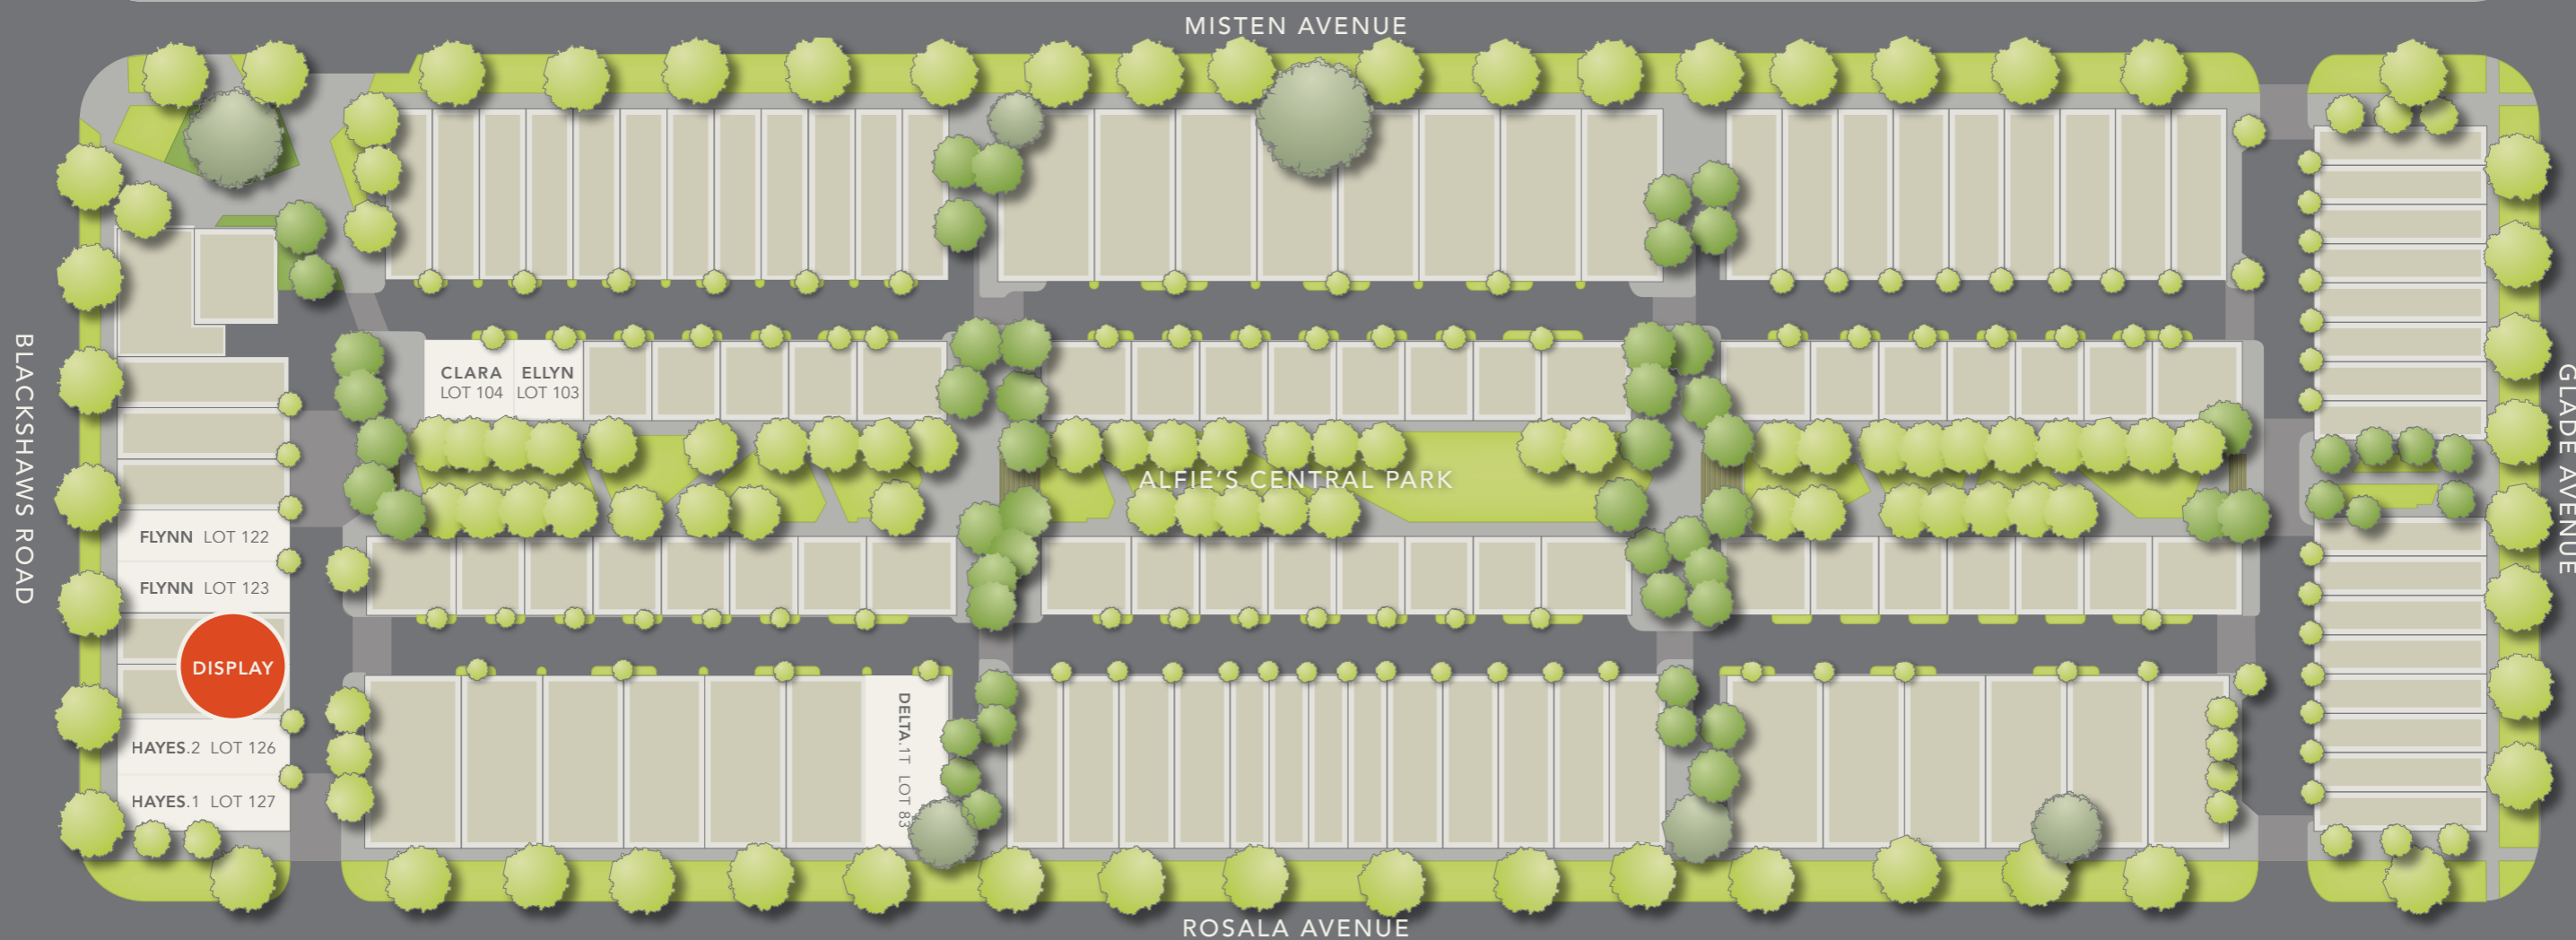 MISTEN AVENUE
BLACKSHAWS ROAD
GLADE AVENUE
CLARA
LOT 104
ELLYN
LOT 103
ALFIE'S CENTRAL PARK
FLYNN LOT 122
FLYNN LOT 123
DISPLAY
HAYES.2 LOT 126
HAYES.1 LOT 127
DELTA.1T LOT 83
ROSALA AVENUE